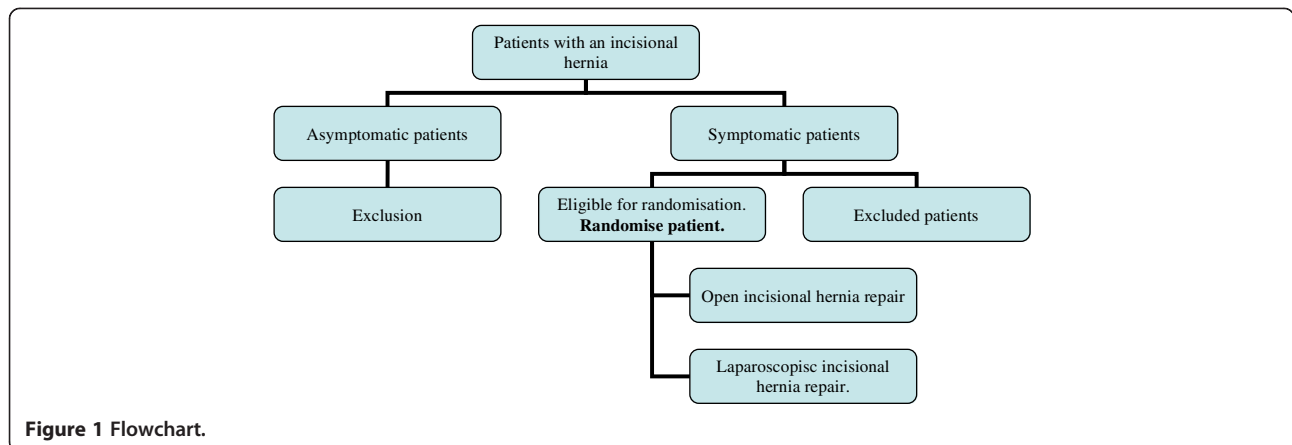 Patients with an incisional
hernia
Asymptomatic patients
Symptomatic patients
Exclusion
Eligible for randomisation.
Randomise patient.
Excluded patients
Open incisional hernia repair
Laparoscopisc incisional
hernia repair.
Figure 1 Flowchart.